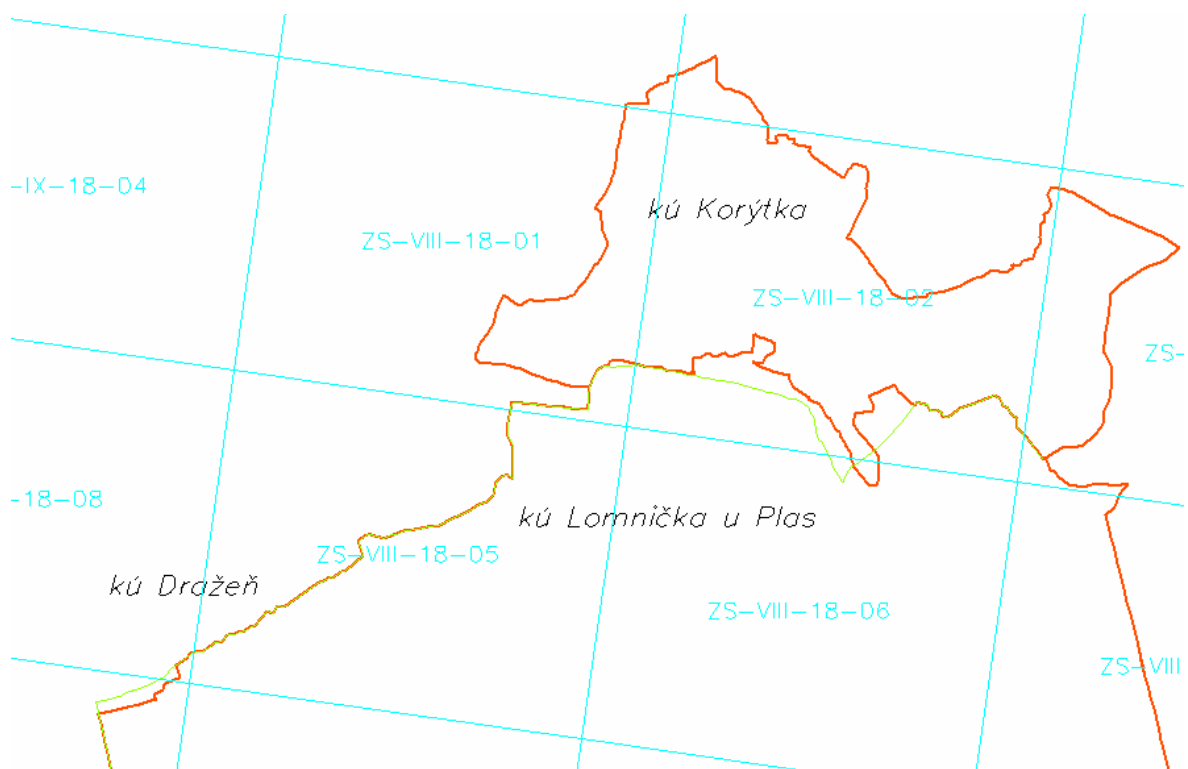 -IX-18-04
kú Korýtka
ZS-VIII-18-01
ZS-VIII-18-02
ZS-
-18-08
kú Lomnička u Plas
ZS-VIII-18-05
kú Dražeň
ZS-VIII-18-06
ZS-VIII